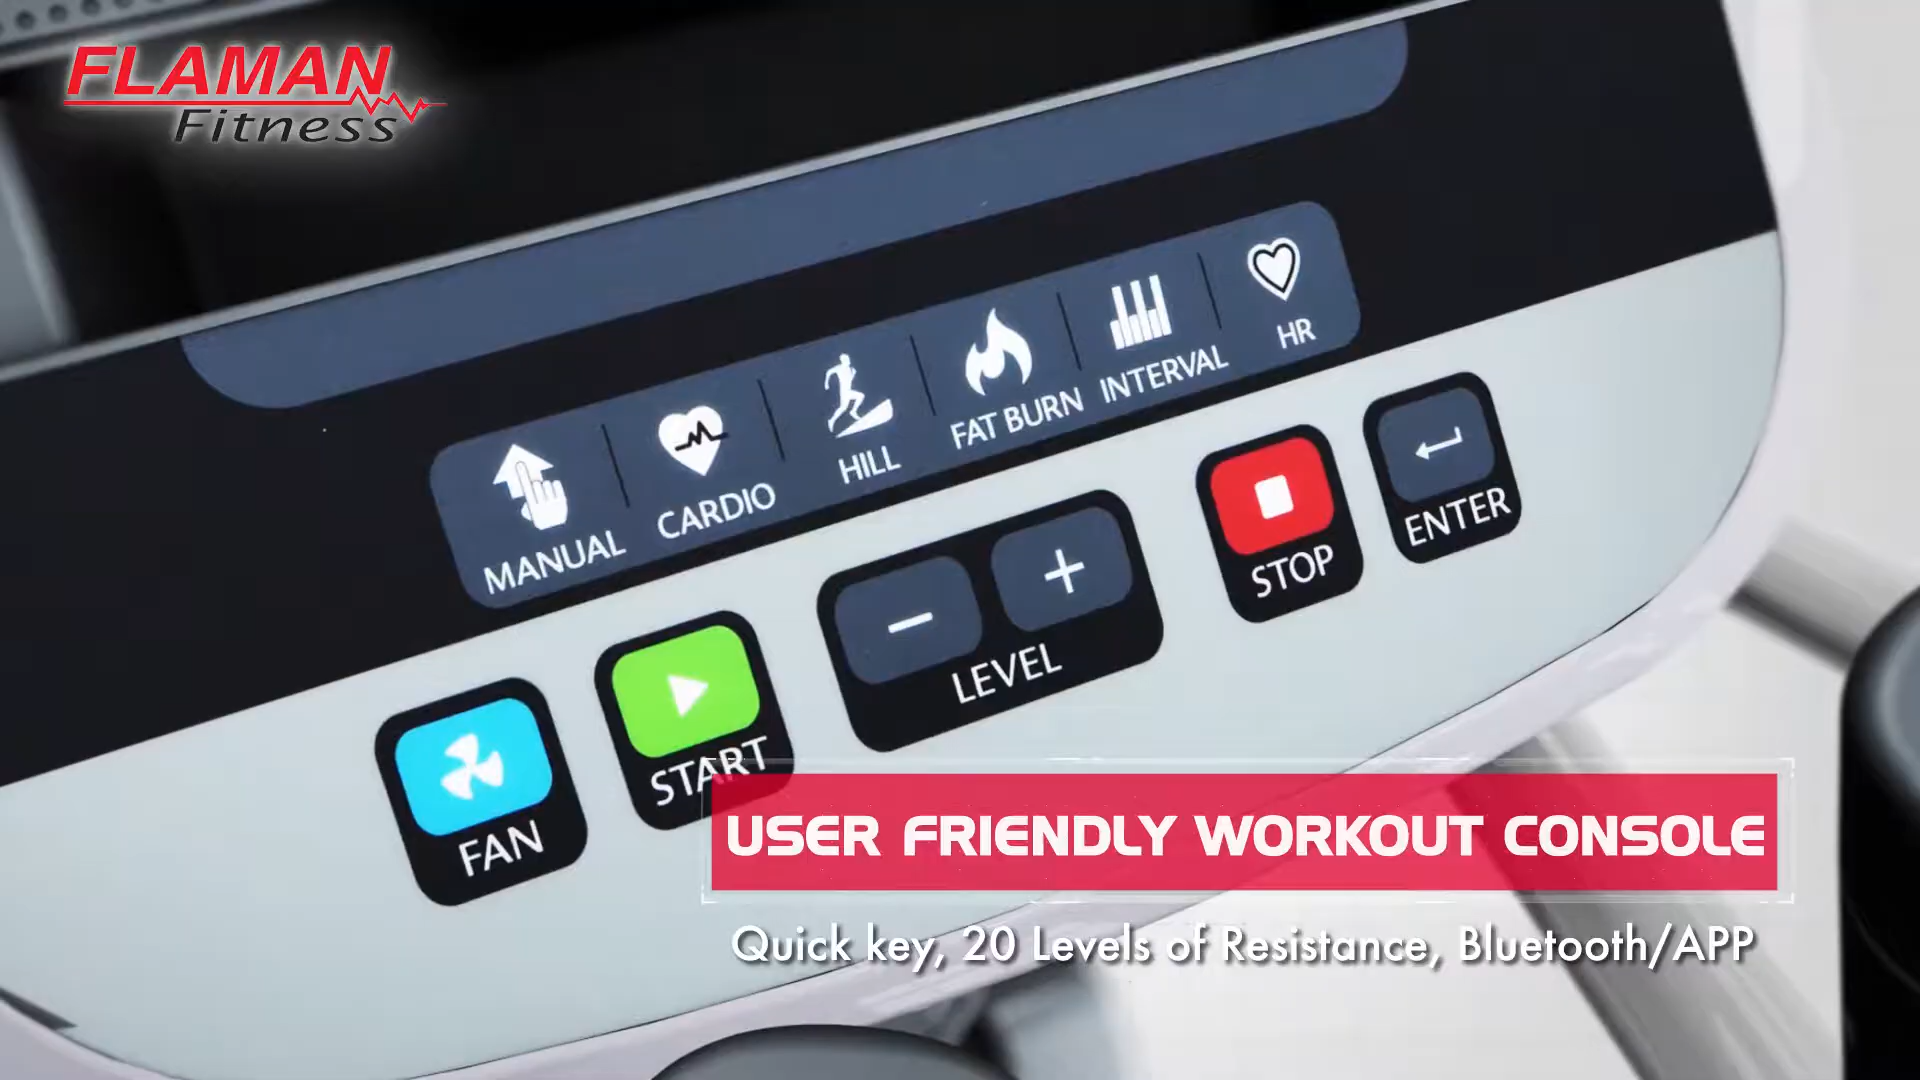 FLAMAN
Fitness
MANUAL
CARDIO
HILL
FAT BURN
INTERVAL
HR
FAN
START
LEVEL
STOP
ENTER
USER FRIENDLY WORKOUT CONSOLE
Quick key, 20 Levels of Resistance, Bluetooth/APP